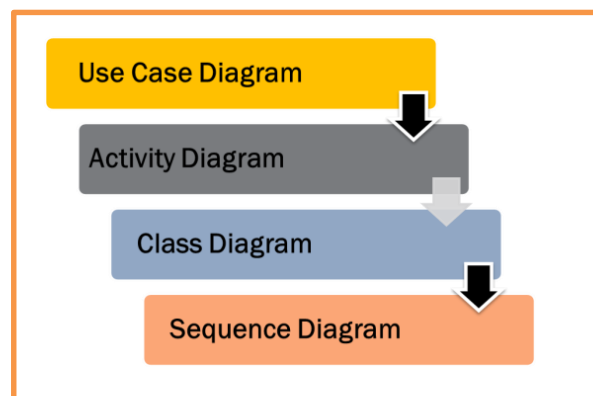 Use Case Diagram
Activity Diagram
Class Diagram
Sequence Diagram